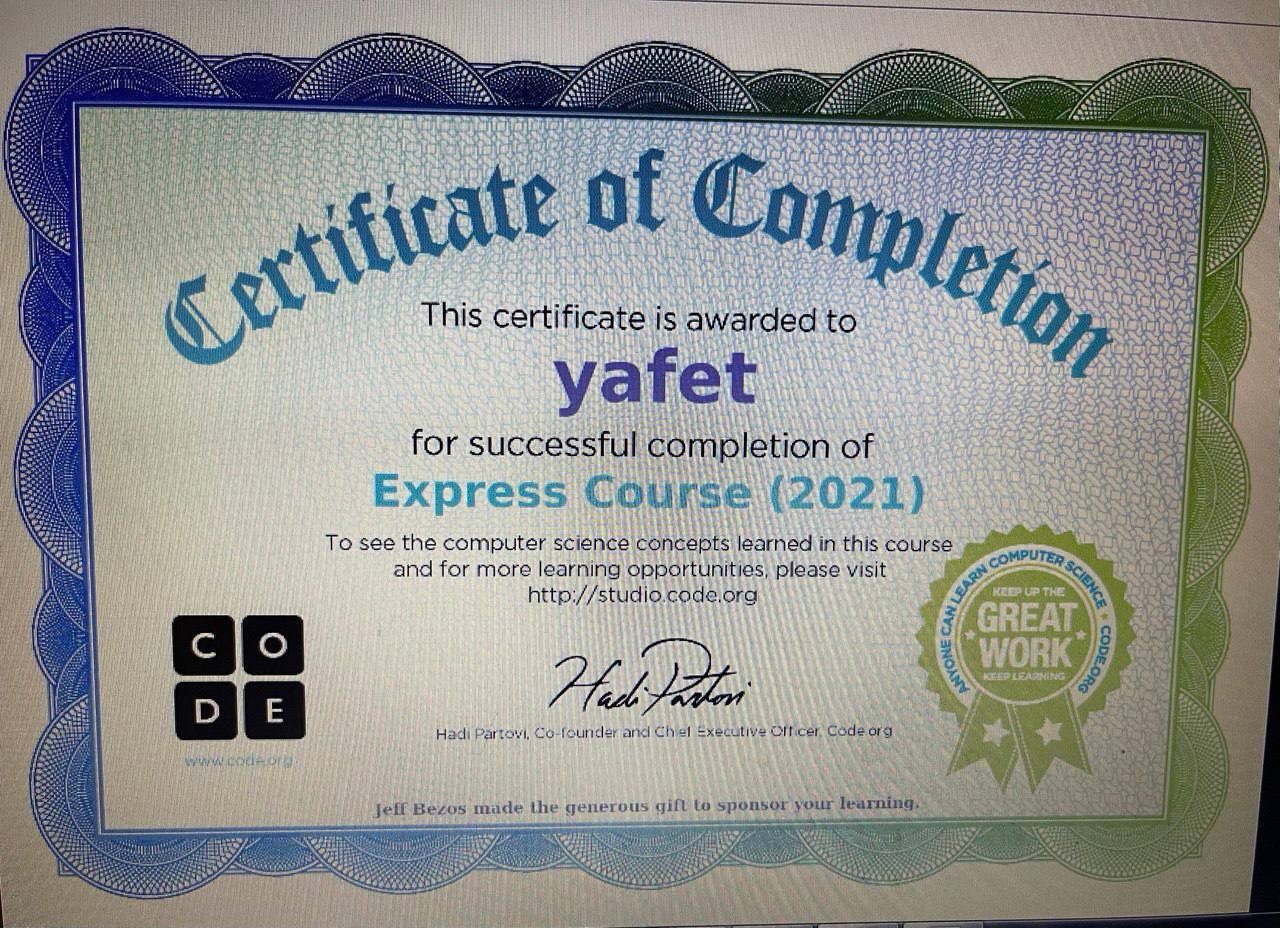 Certificate of Completion
This certificate is awarded to
yafet
for successful completion of
Express Course (2021)
To see the computer science concepts learned in this course
and for more learning opportunities, please visit
http://studio.code.org
C O
D E
www.code.org
Hadi Partovi
Hadi Partovi, Co-founder and Chief Executive Officer, Code.org
ANYONE CAN LEARN COMPUTER SCIENCE · CODE.ORG
KEEP UP THE
GREAT
WORK
KEEP LEARNING
Jeff Bezos made the generous gift to sponsor your learning.